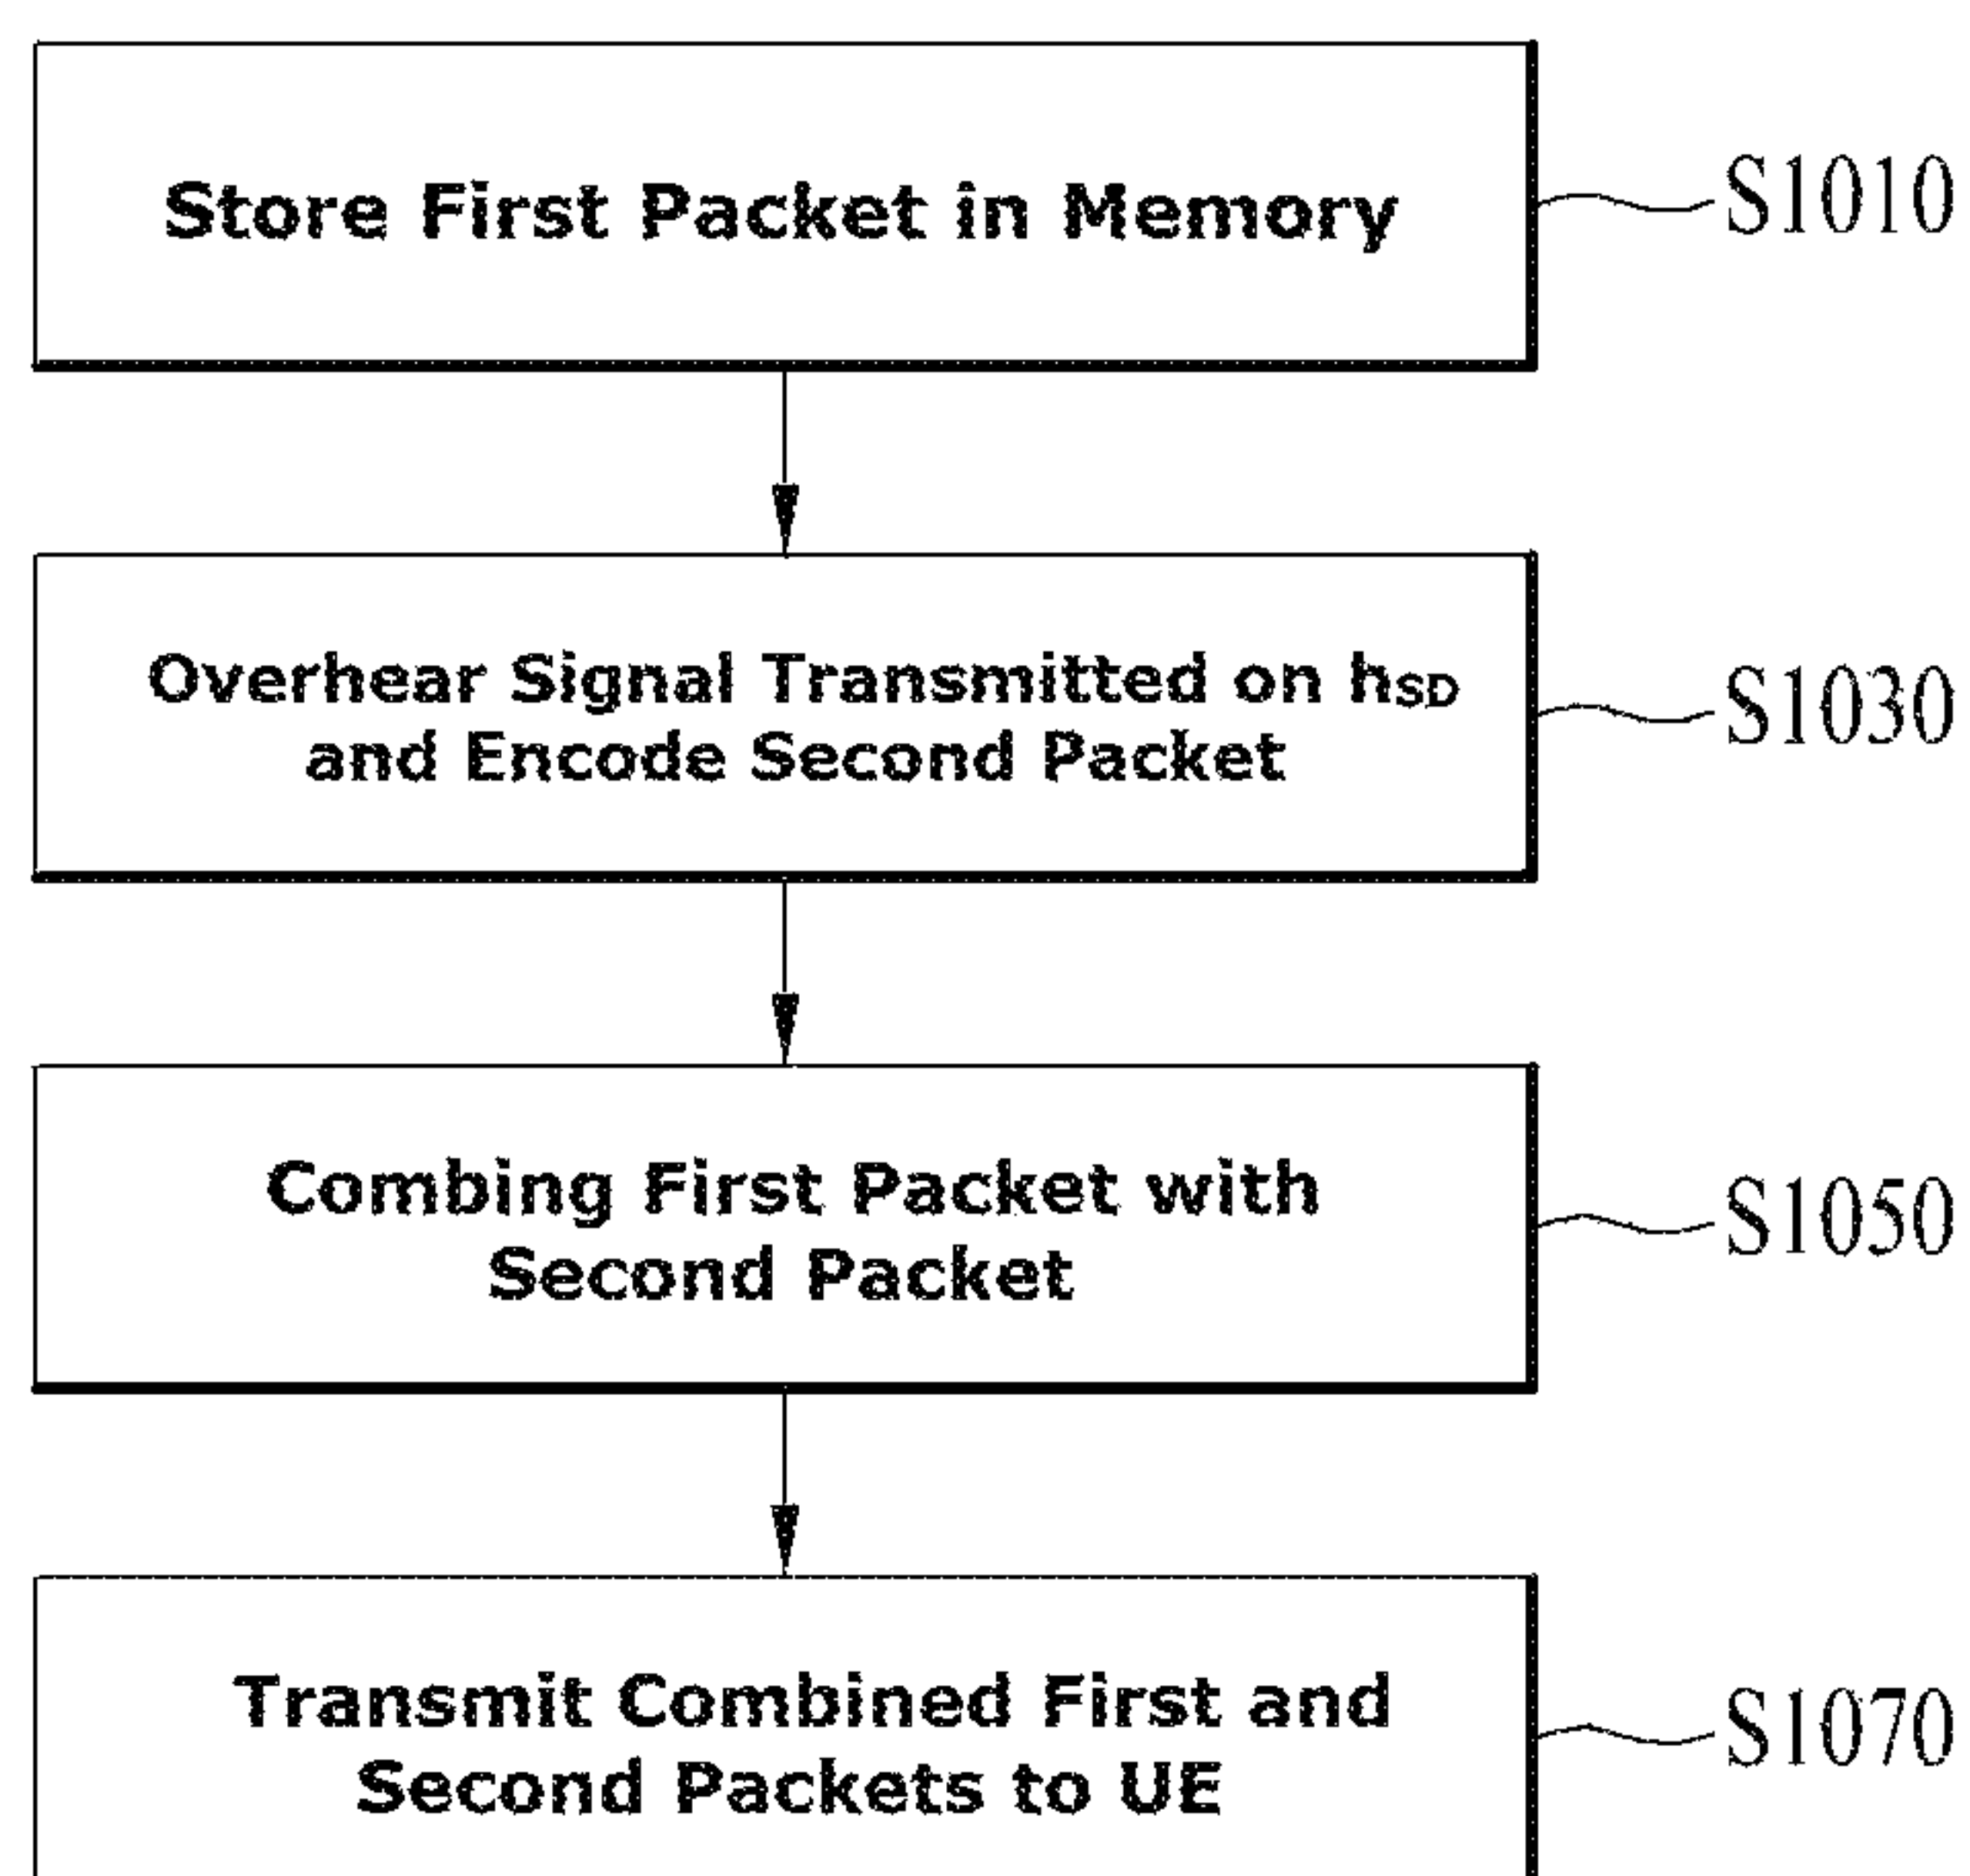 Store First Packet in Memory
S1010
Overhear Signal Transmitted on hSD
and Encode Second Packet
S1030
Combing First Packet with
Second Packet
S1050
Transmit Combined First and
Second Packets to UE
S1070